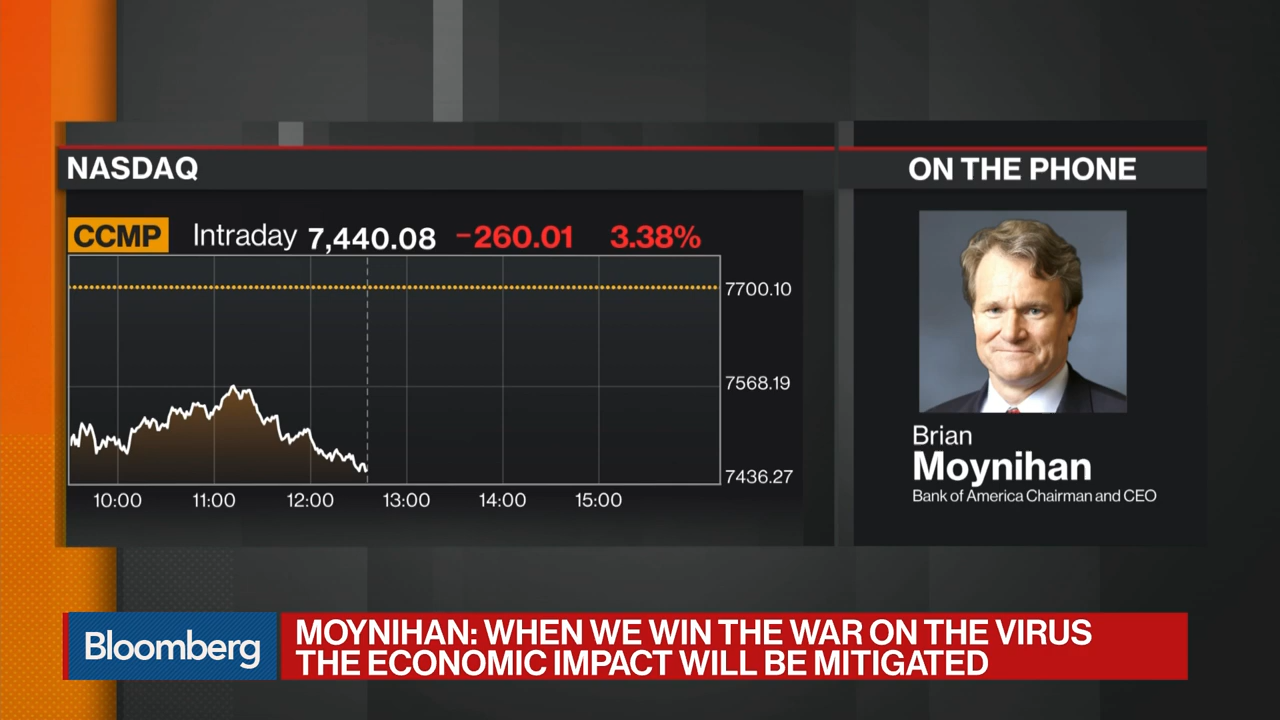 NASDAQ
CCMP Intraday 7,440.08 -260.01 3.38%
7700.10
7568.19
7436.27
10:00 11:00 12:00 13:00 14:00 15:00
ON THE PHONE
Brian
Moynihan
Bank of America Chairman and CEO
Bloomberg
MOYNIHAN: WHEN WE WIN THE WAR ON THE VIRUS
THE ECONOMIC IMPACT WILL BE MITIGATED